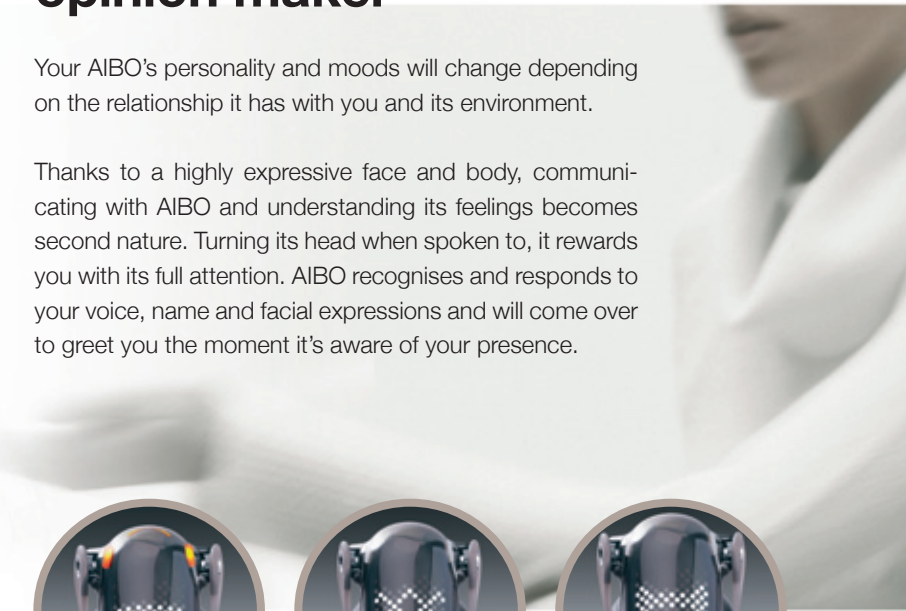 opinion maker
Your AIBO's personality and moods will change depending
on the relationship it has with you and its environment.
Thanks to a highly expressive face and body, communi-
cating with AIBO and understanding its feelings becomes
second nature. Turning its head when spoken to, it rewards
you with its full attention. AIBO recognises and responds to
your voice, name and facial expressions and will come over
to greet you the moment it's aware of your presence.